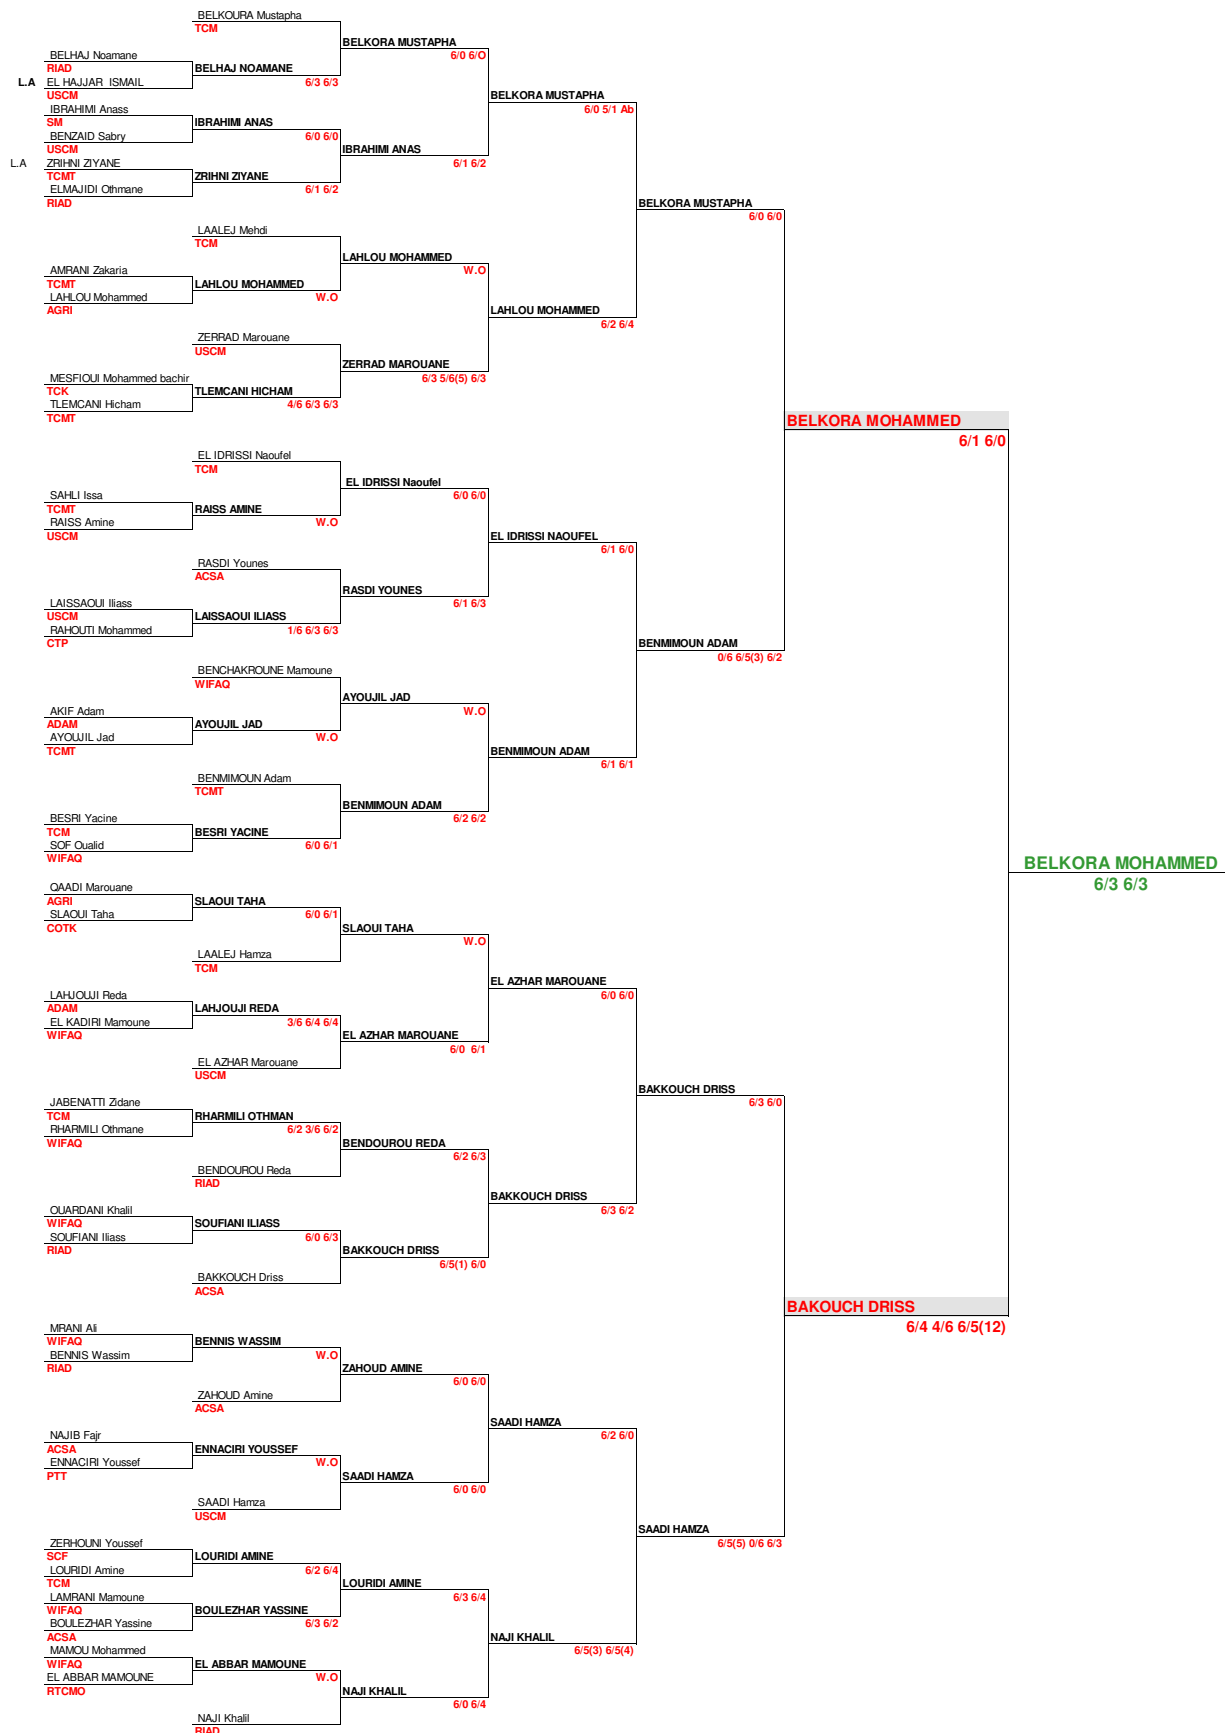 BELKOURA Mustapha
TCM
BELKORA MUSTAPHA
6/0 6/O
BELHAJ Noamane
RIAD
BELHAJ NOAMANE
L.A EL HAJJAR ISMAIL
6/3 6/3
USCM
BELKORA MUSTAPHA
6/0 5/1 Ab
IBRAHIMI Anass
SM
IBRAHIMI ANAS
BENZAID Sabry
6/0 6/0
USCM
IBRAHIMI ANAS
6/1 6/2
L.A ZRIHNI ZIYANE
TCMT
ZRIHNI ZIYANE
ELMAJIDI Othmane
6/1 6/2
RIAD
BELKORA MUSTAPHA
6/0 6/0
LAALEJ Mehdi
TCM
LAHLOU MOHAMMED
W.O
AMRANI Zakaria
TCMT
LAHLOU MOHAMMED
LAHLOU Mohammed
W.O
AGRI
LAHLOU MOHAMMED
6/2 6/4
ZERRAD Marouane
USCM
ZERRAD MAROUANE
6/3 5/6(5) 6/3
MESFIOUI Mohammed bachir
TCK
TLEMCANI HICHAM
TLEMCANI Hicham
4/6 6/3 6/3
TCMT
BELKORA MOHAMMED
6/1 6/0
EL IDRISSI Naoufel
TCM
EL IDRISSI Naoufel
6/0 6/0
SAHLI Issa
TCMT
RAISS AMINE
RAISS Amine
W.O
USCM
EL IDRISSI NAOUFEL
6/1 6/0
RASDI Younes
ACSA
RASDI YOUNES
6/1 6/3
LAISSAOUI Iliass
USCM
LAISSAOUI ILIASS
RAHOUTI Mohammed
1/6 6/3 6/3
CTP
BENMIMOUN ADAM
0/6 6/5(3) 6/2
BENCHAKROUNE Mamoune
WIFAQ
AYOUJIL JAD
W.O
AKIF Adam
ADAM
AYOUJIL JAD
AYOUJIL Jad
W.O
TCMT
BENMIMOUN ADAM
6/1 6/1
BENMIMOUN Adam
TCMT
BENMIMOUN ADAM
6/2 6/2
BESRI Yacine
TCM
BESRI YACINE
SOF Oualid
6/0 6/1
WIFAQ
BELKORA MOHAMMED
6/3 6/3
QAADI Marouane
AGRI
SLAOUI TAHA
SLAOUI Taha
6/0 6/1
COTK
SLAOUI TAHA
W.O
LAALEJ Hamza
TCM
EL AZHAR MAROUANE
6/0 6/0
LAHJOUJI Reda
ADAM
LAHJOUJI REDA
EL KADIRI Mamoune
3/6 6/4 6/4
WIFAQ
EL AZHAR MAROUANE
6/0 6/1
EL AZHAR Marouane
USCM
BAKKOUCH DRISS
6/3 6/0
JABENATTI Zidane
TCM
RHARMILI OTHMAN
RHARMILI Othmane
6/2 3/6 6/2
WIFAQ
BENDOUROU REDA
6/2 6/3
BENDOUROU Reda
RIAD
BAKKOUCH DRISS
6/3 6/2
OUARDANI Khalil
WIFAQ
SOUFIANI ILIASS
SOUFIANI Iliass
6/0 6/3
RIAD
BAKKOUCH DRISS
6/5(1) 6/0
BAKKOUCH Driss
ACSA
BAKOUCH DRISS
6/4 4/6 6/5(12)
MRANI Ali
WIFAQ
BENNIS WASSIM
BENNIS Wassim
W.O
RIAD
ZAHOUD AMINE
6/0 6/0
ZAHOUD Amine
ACSA
SAADI HAMZA
6/2 6/0
NAJIB Fajr
ACSA
ENNACIRI YOUSSEF
ENNACIRI Youssef
W.O
PTT
SAADI HAMZA
6/0 6/0
SAADI Hamza
USCM
SAADI HAMZA
6/5(5) 0/6 6/3
ZERHOUNI Youssef
SCF
LOURIDI AMINE
LOURIDI Amine
6/2 6/4
TCM
LOURIDI AMINE
6/3 6/4
LAMRANI Mamoune
WIFAQ
BOULEZHAR YASSINE
BOULEZHAR Yassine
6/3 6/2
ACSA
NAJI KHALIL
6/5(3) 6/5(4)
MAMOU Mohammed
WIFAQ
EL ABBAR MAMOUNE
EL ABBAR MAMOUNE
W.O
RTCMO
NAJI KHALIL
6/0 6/4
NAJI Khalil
RIAD